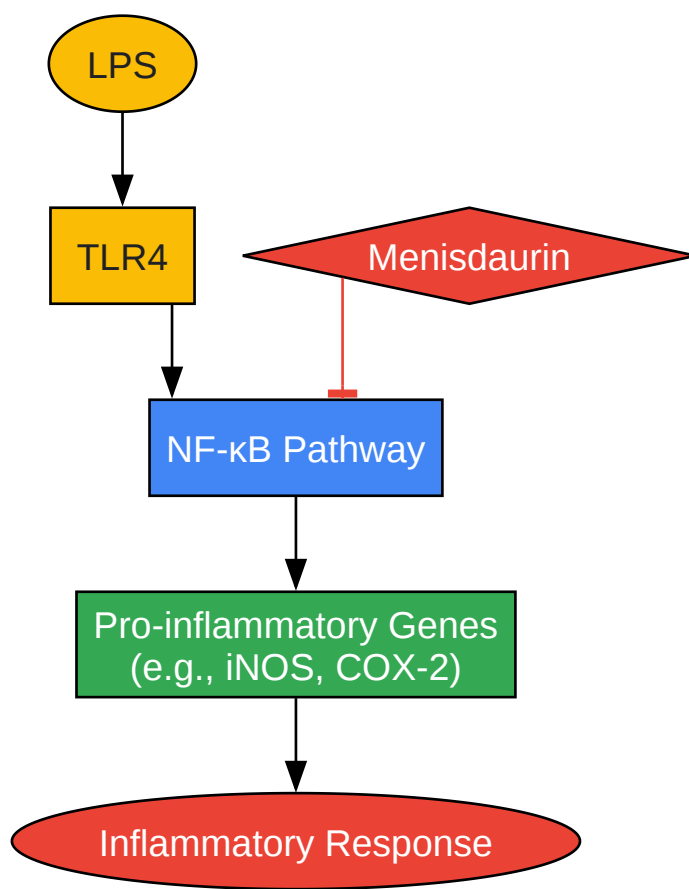 LPS
TLR4
Menisdaurin
NF-κB Pathway
Pro-inflammatory Genes
(e.g., iNOS, COX-2)
Inflammatory Response